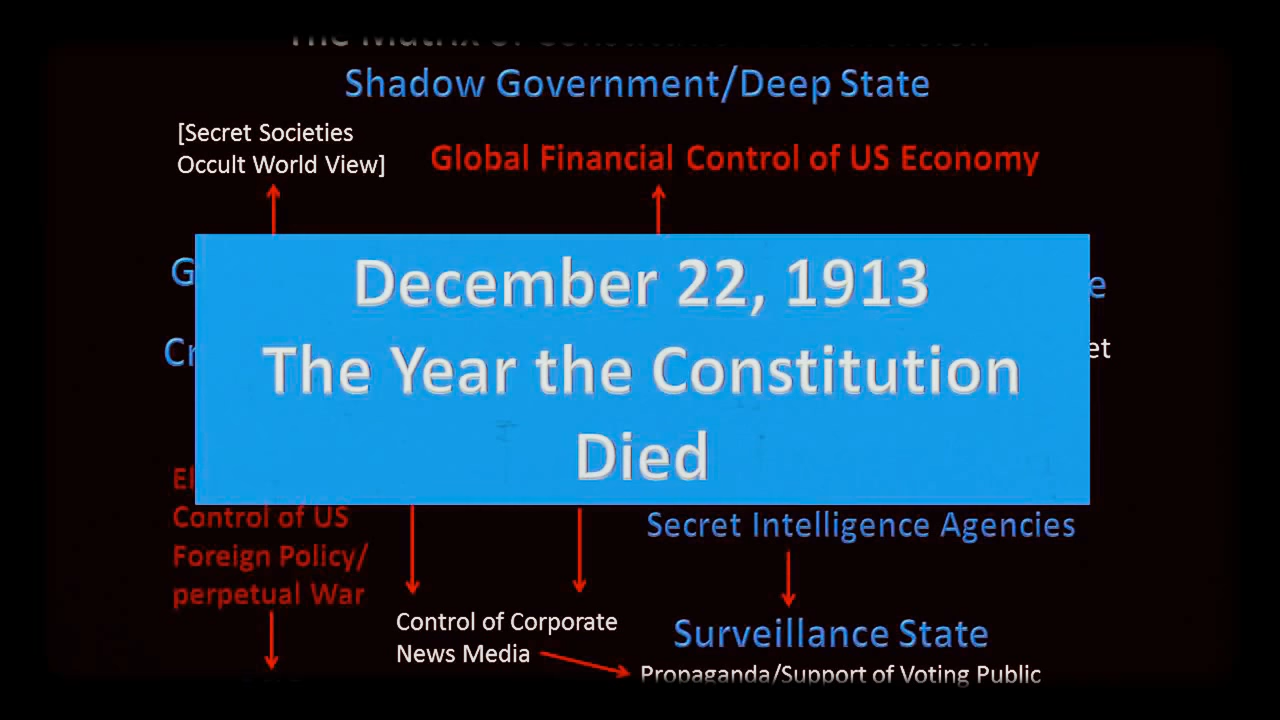 Shadow Government/Deep State
[Secret Societies
Occult World View]
Global Financial Control of US Economy
December 22, 1913
The Year the Constitution
Died
Control of US
Foreign Policy/
perpetual War
Secret Intelligence Agencies
Control of Corporate
News Media
Surveillance State
Propaganda/Support of Voting Public